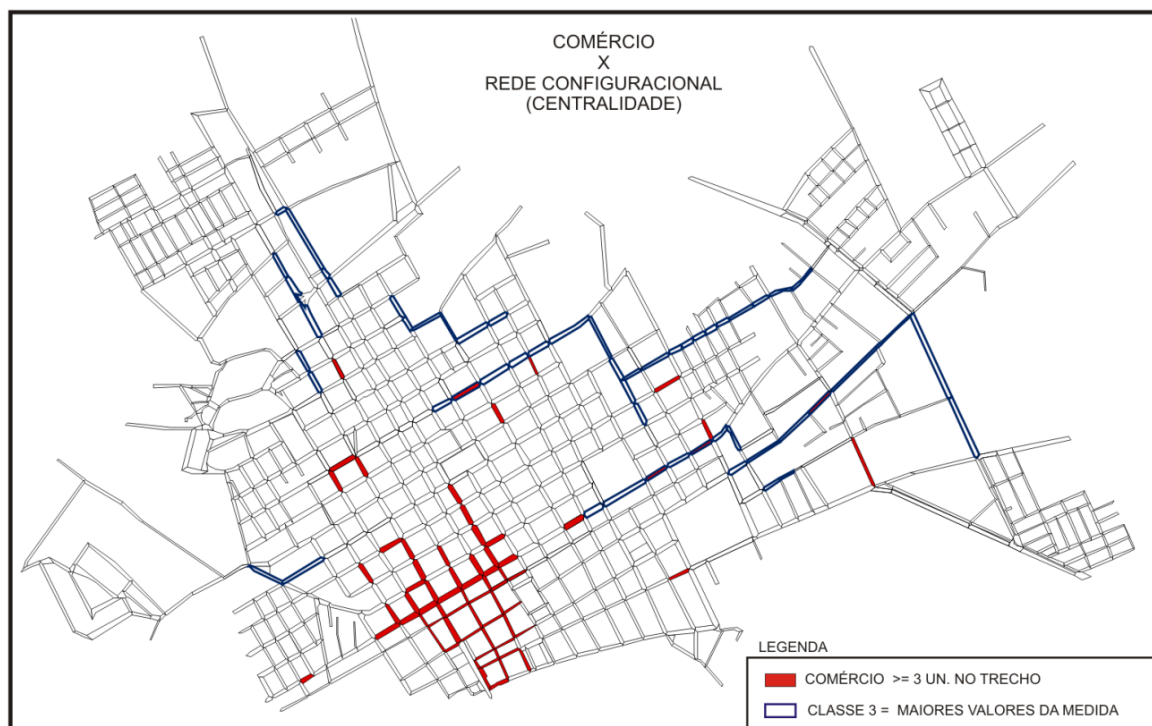 COMÉRCIO
X
REDE CONFIGURACIONAL
(CENTRALIDADE)
LEGENDA
COMÉRCIO >= 3 UN. NO TRECHO
CLASSE 3 = MAIORES VALORES DA MEDIDA